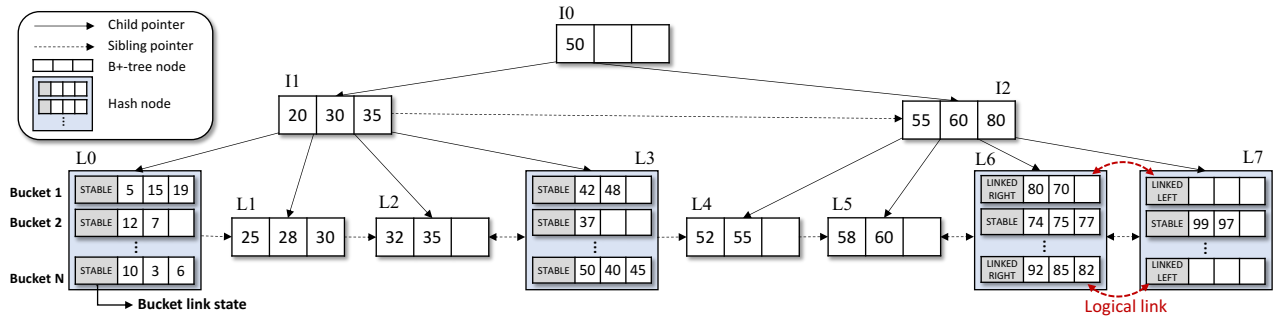 Child pointer
Sibling pointer
B+-tree node
Hash node
⋮
I0
50
I1
20 30 35
I2
55 60 80
L0
Bucket 1 STABLE 5 15 19
Bucket 2 STABLE 12 7
⋮
Bucket N STABLE 10 3 6
Bucket link state
L1
25 28 30
L2
32 35
L3
STABLE 42 48
STABLE 37
⋮
STABLE 50 40 45
L4
52 55
L5
58 60
L6
LINKED RIGHT 80 70
STABLE 74 75 77
⋮
LINKED RIGHT 92 85 82
L7
LINKED LEFT
STABLE 99 97
⋮
LINKED LEFT
Logical link